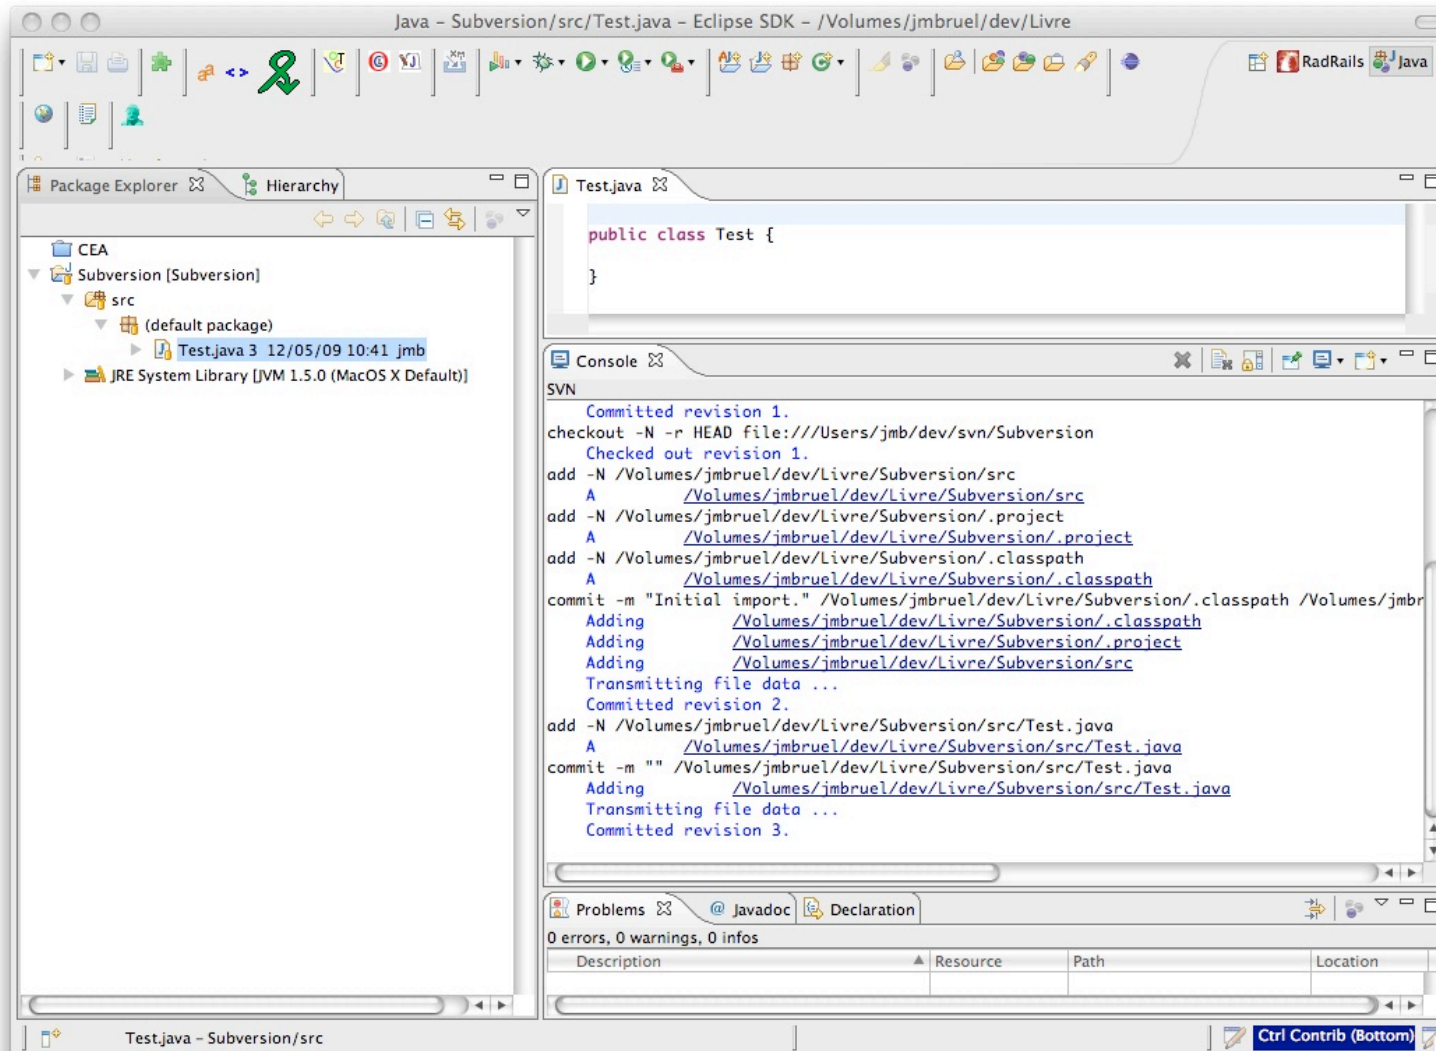 Java – Subversion/src/Test.java – Eclipse SDK – /Volumes/jmbruel/dev/Livre
RadRails Java
Package Explorer Hierarchy
CEA
Subversion [Subversion]
src
(default package)
Test.java 3 12/05/09 10:41 jmb
JRE System Library [JVM 1.5.0 (MacOS X Default)]
Test.java
public class Test {
}
Console
SVN
Committed revision 1.
checkout -N -r HEAD file:///Users/jmb/dev/svn/Subversion
Checked out revision 1.
add -N /Volumes/jmbruel/dev/Livre/Subversion/src
A /Volumes/jmbruel/dev/Livre/Subversion/src
add -N /Volumes/jmbruel/dev/Livre/Subversion/.project
A /Volumes/jmbruel/dev/Livre/Subversion/.project
add -N /Volumes/jmbruel/dev/Livre/Subversion/.classpath
A /Volumes/jmbruel/dev/Livre/Subversion/.classpath
commit -m "Initial import." /Volumes/jmbruel/dev/Livre/Subversion/.classpath /Volumes/jmbr
Adding /Volumes/jmbruel/dev/Livre/Subversion/.classpath
Adding /Volumes/jmbruel/dev/Livre/Subversion/.project
Adding /Volumes/jmbruel/dev/Livre/Subversion/src
Transmitting file data ...
Committed revision 2.
add -N /Volumes/jmbruel/dev/Livre/Subversion/src/Test.java
A /Volumes/jmbruel/dev/Livre/Subversion/src/Test.java
commit -m "" /Volumes/jmbruel/dev/Livre/Subversion/src/Test.java
Adding /Volumes/jmbruel/dev/Livre/Subversion/src/Test.java
Transmitting file data ...
Committed revision 3.
Problems @ Javadoc Declaration
0 errors, 0 warnings, 0 infos
Description Resource Path Location
Test.java – Subversion/src
Ctrl Contrib (Bottom)